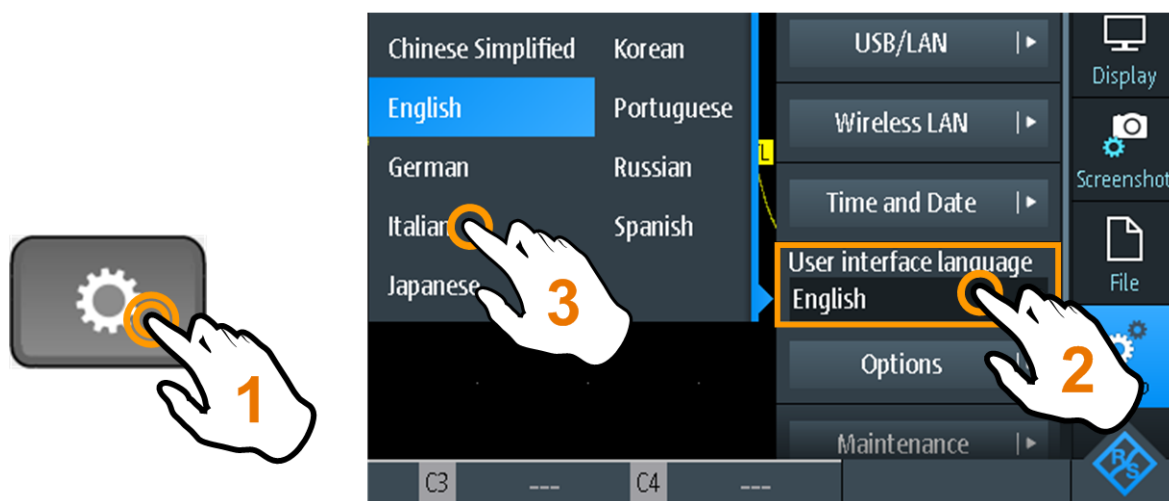 Chinese Simplified
Korean
English
Portuguese
German
Russian
Italian
Spanish
Japanese
USB/LAN
Wireless LAN
Time and Date
User interface language
English
Options
Maintenance
Display
Screenshot
File
1
2
3
C3
---
C4
---
R&S